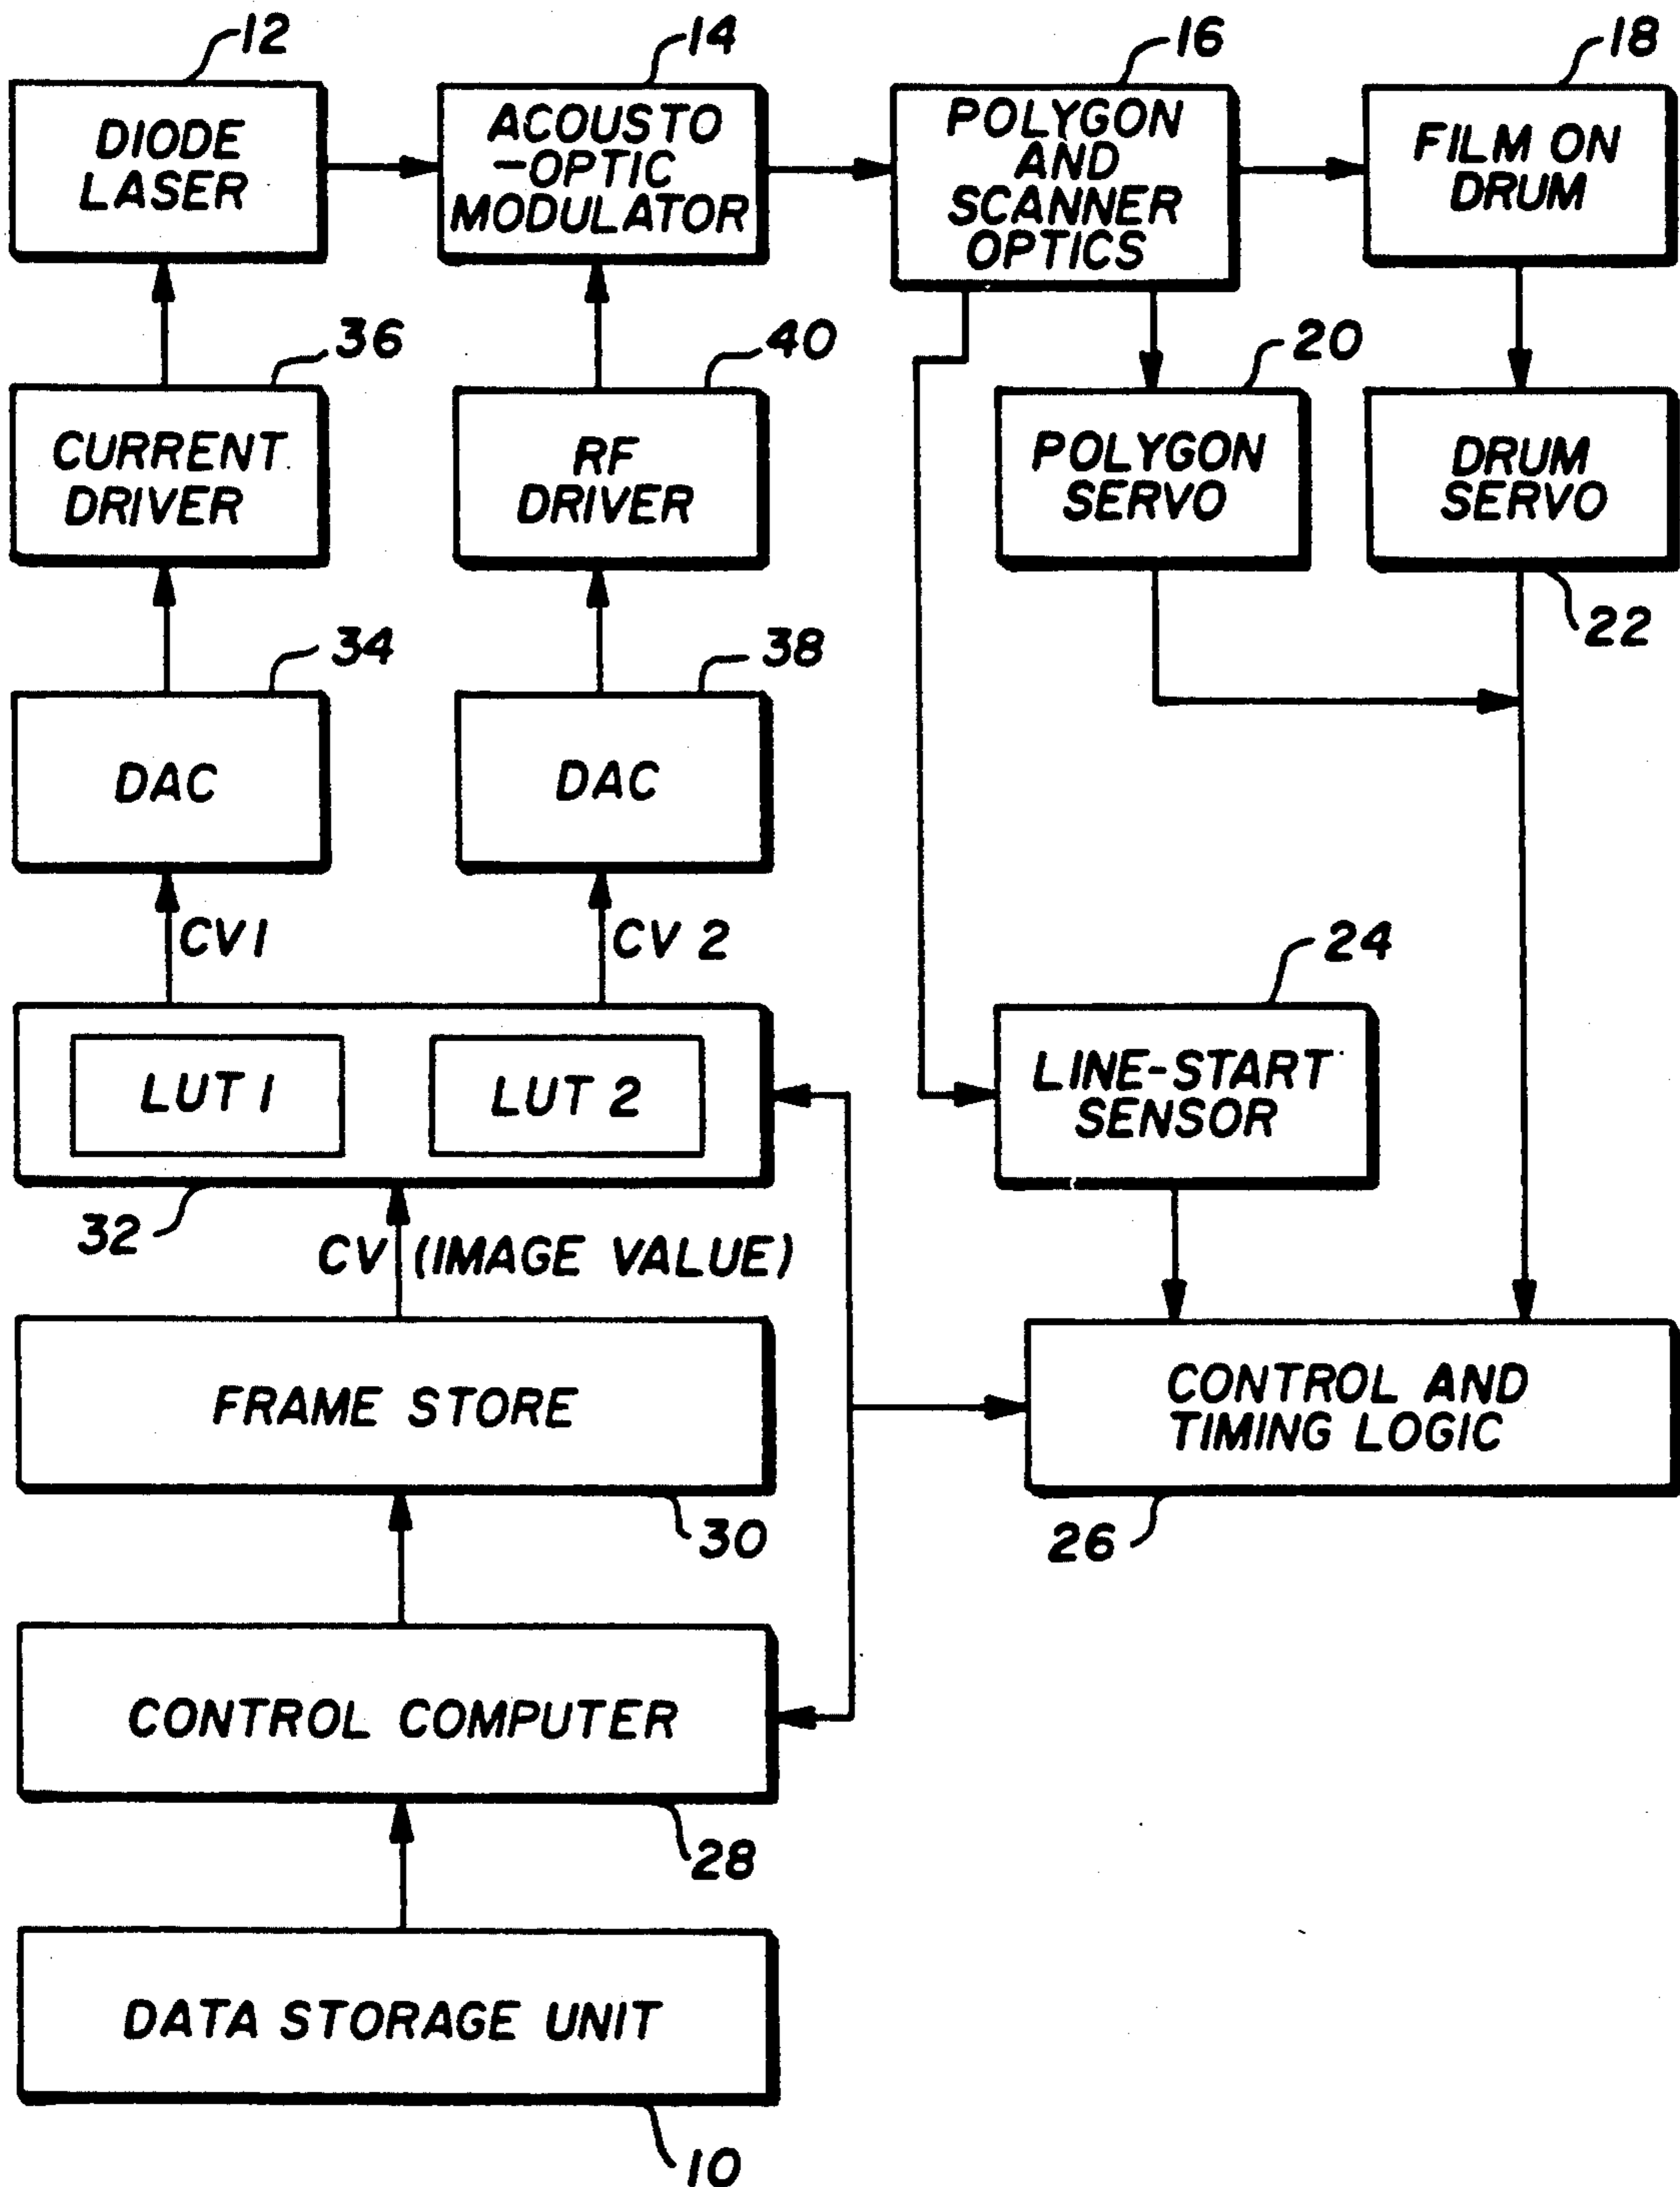 12
14
16
18
DIODE
LASER
ACOUSTO
-OPTIC
MODULATOR
POLYGON
AND
SCANNER
OPTICS
FILM ON
DRUM
36
40
20
CURRENT
DRIVER
RF
DRIVER
POLYGON
SERVO
DRUM
SERVO
22
34
38
DAC
DAC
CV1
CV 2
24
LUT 1
LUT 2
LINE-START
SENSOR
32
CV (IMAGE VALUE)
FRAME STORE
CONTROL AND
TIMING LOGIC
30
26
CONTROL COMPUTER
28
DATA STORAGE UNIT
10